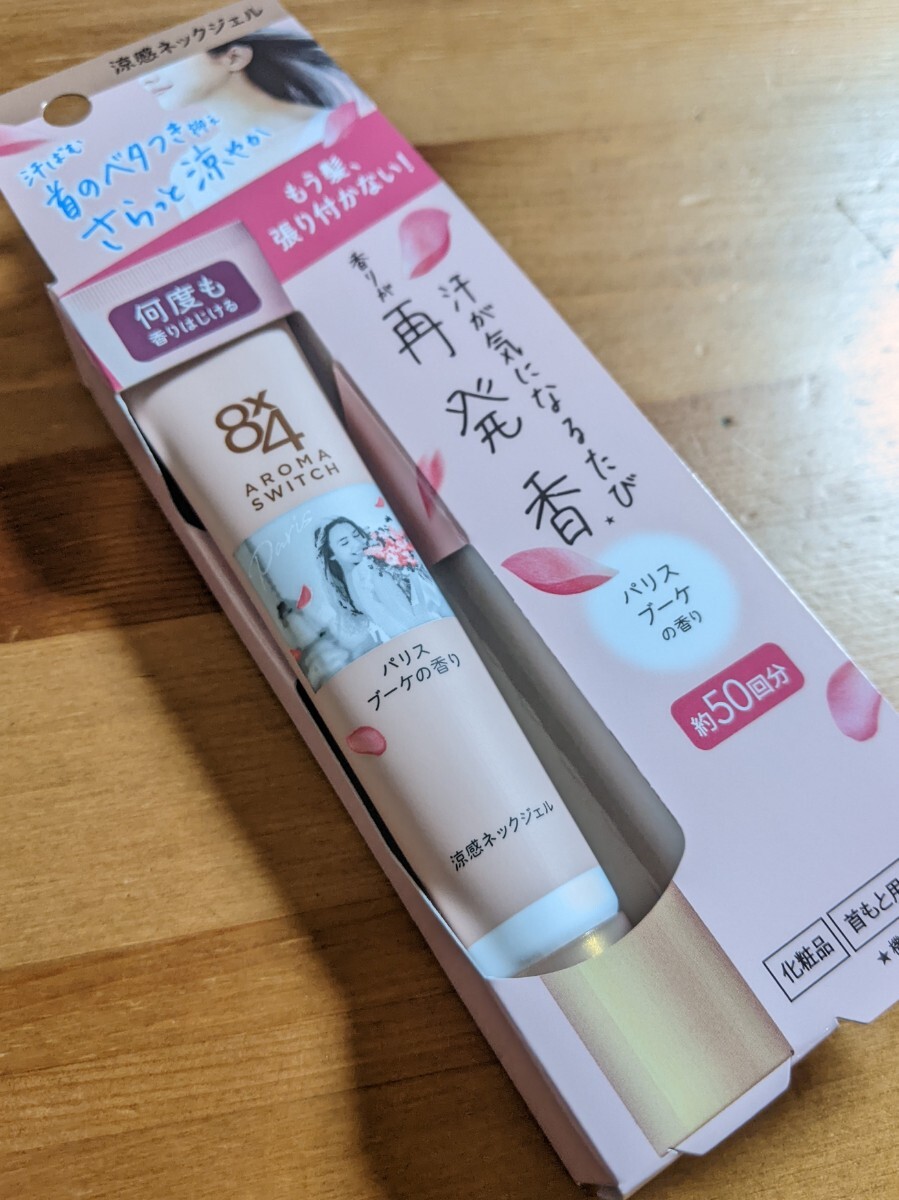 涼感ネックジェル
汗ばむ
首のベタつき抑え
さらっと涼やか
もう髪、
張り付かない!
何度も
香りはじける
汗が気になるたび★
香りが
再発香
8x4
AROMA
SWITCH
Paris
パリス
ブーケの香り
涼感ネックジェル
パリス
ブーケ
の香り
約50回分
化粧品
首もと用